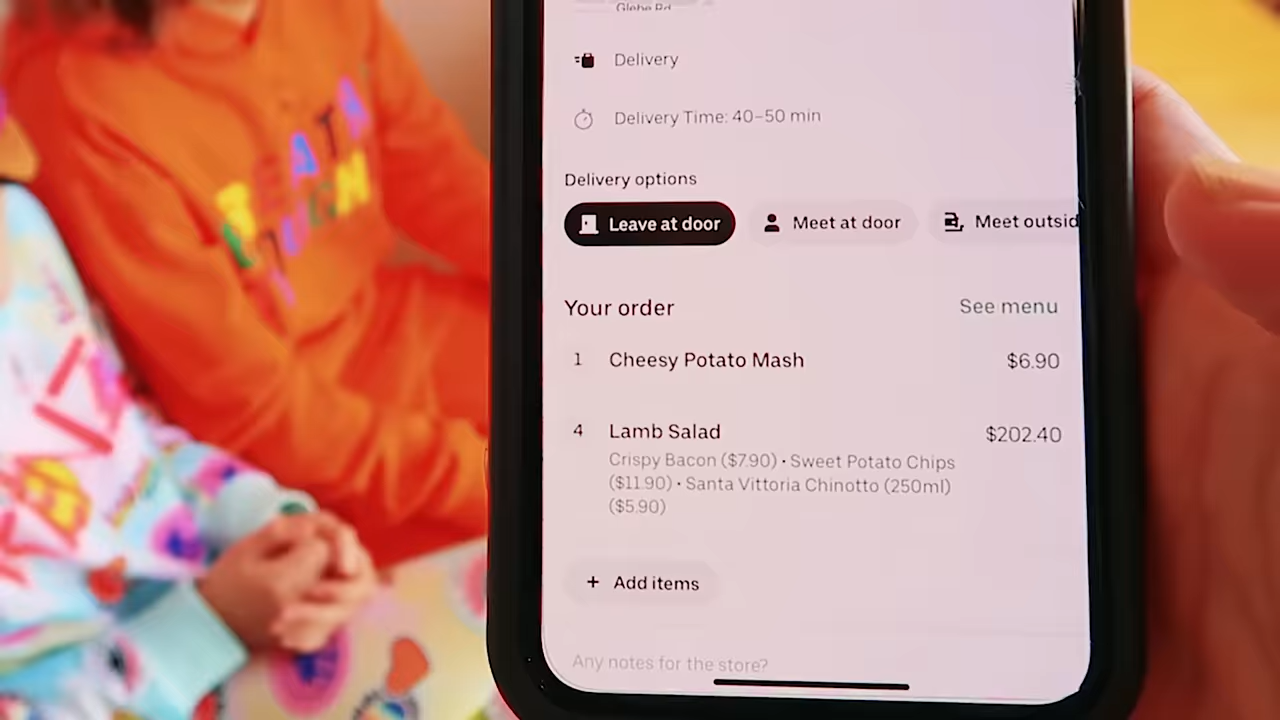 Globe Rd
Delivery
Delivery Time: 40–50 min
Delivery options
Leave at door
Meet at door
Meet outsid
Your order
See menu
1 Cheesy Potato Mash $6.90
4 Lamb Salad $202.40
Crispy Bacon ($7.90) • Sweet Potato Chips
($11.90) • Santa Vittoria Chinotto (250ml)
($5.90)
+ Add items
Any notes for the store?